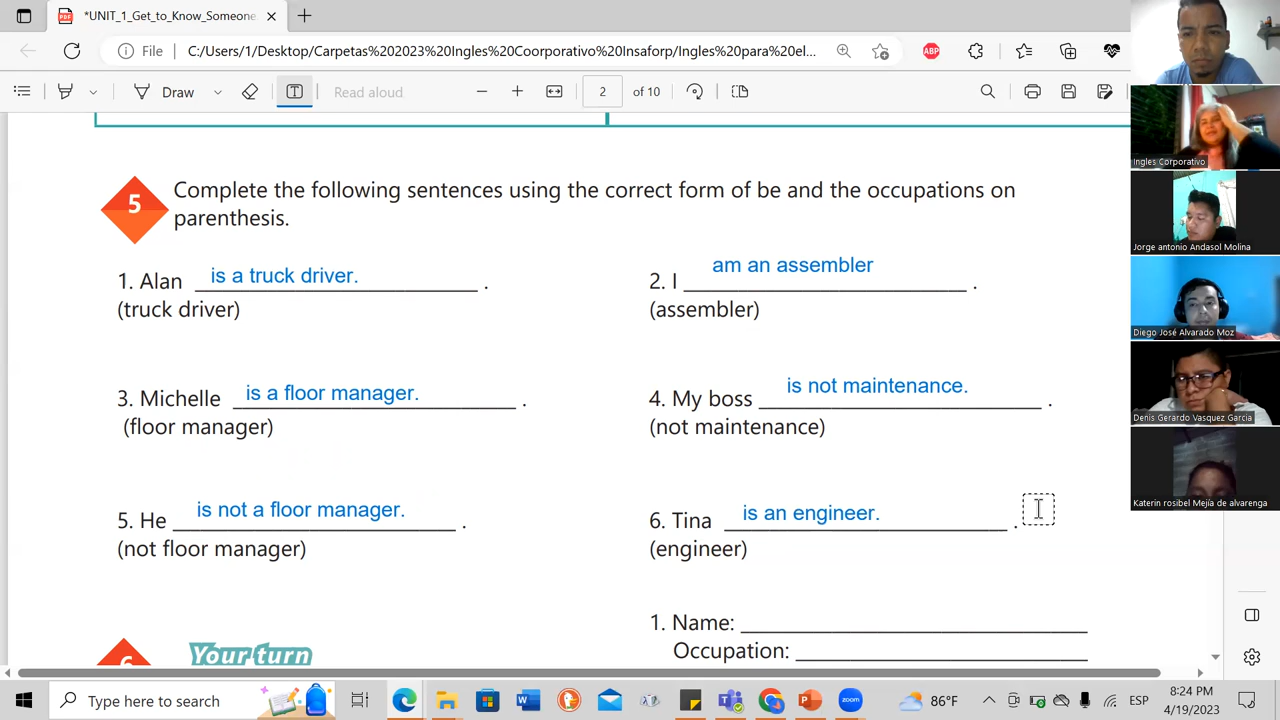 *UNIT_1_Get_to_Know_Someone
File C:/Users/1/Desktop/Carpetas%202023%20Ingles%20Coorporativo%20Insaforp/Ingles%20para%20el... ABP
Draw Read aloud 2 of 10
5 Complete the following sentences using the correct form of be and the occupations on
parenthesis.
1. Alan is a truck driver. .
(truck driver)
2. I am an assembler .
(assembler)
3. Michelle is a floor manager. .
(floor manager)
4. My boss is not maintenance. .
(not maintenance)
5. He is not a floor manager. .
(not floor manager)
6. Tina is an engineer. .
(engineer)
6 Your turn
1. Name:
Occupation:
Ingles Corporativo
Jorge antonio Andasol Molina
Diego José Alvarado Moz
Denis Gerardo Vasquez Garcia
Katerin rosibel Mejía de alvarenga
Type here to search
zoom
86°F ESP 8:24 PM
4/19/2023